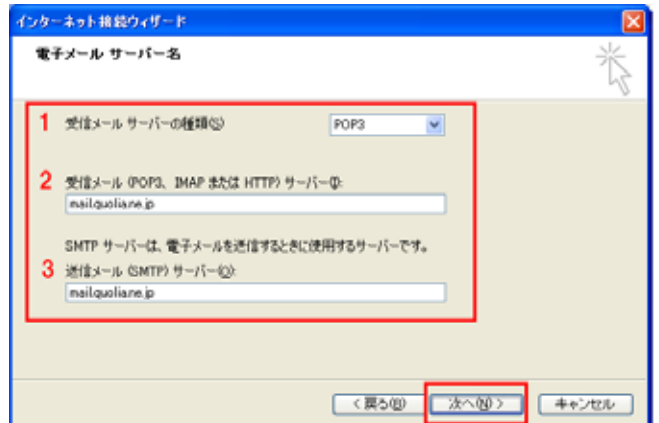 インターネット接続ウィザード
電子メール サーバー名
1 受信メール サーバーの種類(S) POP3
2 受信メール (POP3、IMAP または HTTP) サーバー(I):
mail.quoliane.jp
SMTP サーバーは、電子メールを送信するときに使用するサーバーです。
3 送信メール (SMTP) サーバー(O):
mail.quoliane.jp
< 戻る(B) 次へ(N) > キャンセル